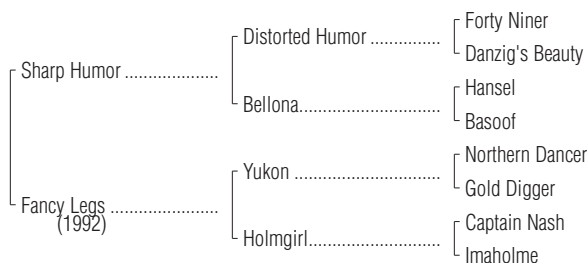 Forty Niner
Distorted Humor ....................
Danzig's Beauty
Sharp Humor ...........................
Hansel
Bellona.........................................
Basoof
Northern Dancer
Yukon ..........................................
Gold Digger
Fancy Legs ...............................
(1992)
Captain Nash
Holmgirl......................................
Imaholme